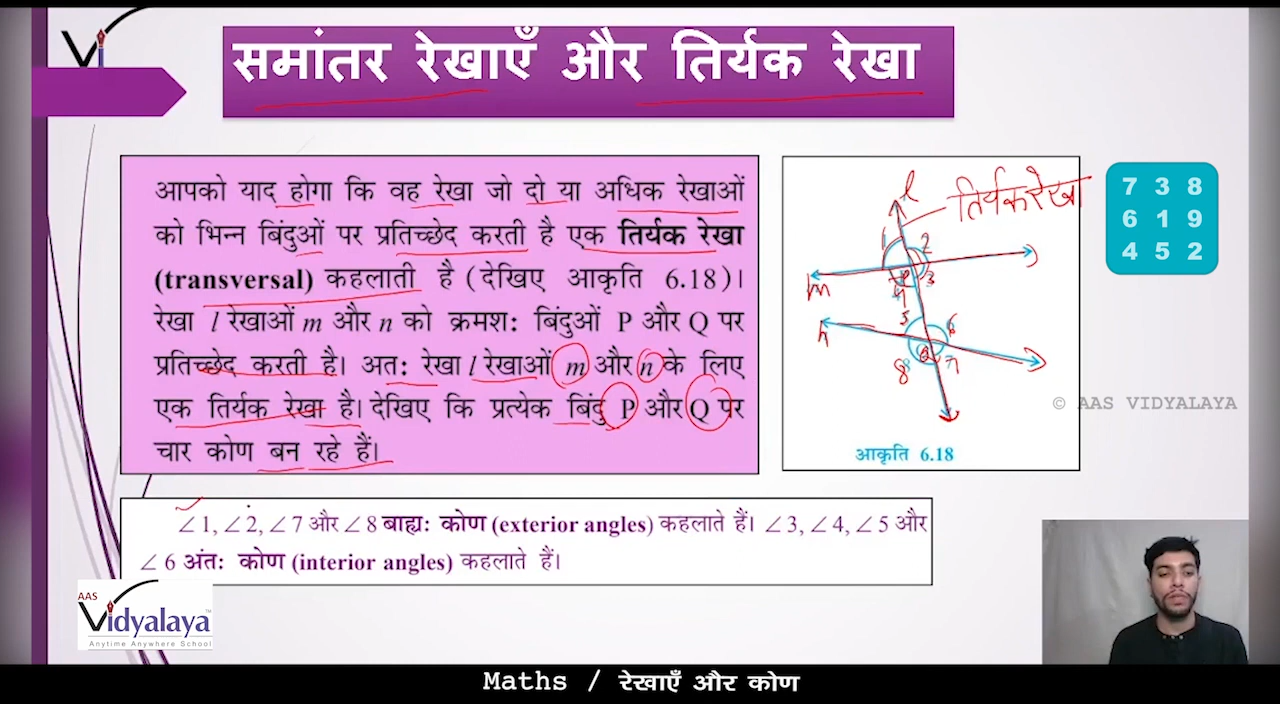 समांतर रेखाएँ और तिर्यक रेखा
आपको याद होगा कि वह रेखा जो दो या अधिक रेखाओं
को भिन्न बिंदुओं पर प्रतिच्छेद करती है एक तिर्यक रेखा
(transversal) कहलाती है (देखिए आकृति 6.18)।
रेखा l रेखाओं m और n को क्रमश: बिंदुओं P और Q पर
प्रतिच्छेद करती है। अत: रेखा l रेखाओं m और n के लिए
एक तिर्यक रेखा है। देखिए कि प्रत्येक बिंदु P और Q पर
चार कोण बन रहे हैं।
l
तिर्यक रेखा
1 2
m
4 3
n
5 6
Q
8 8 7
आकृति 6.18
7 3 8
6 1 9
4 5 2
© AAS VIDYALAYA
∠1, ∠2, ∠7 और ∠8 बाह्य: कोण (exterior angles) कहलाते हैं। ∠3, ∠4, ∠5 और
∠6 अंत: कोण (interior angles) कहलाते हैं।
AAS
Vidyalaya
TM
Anytime Anywhere School
Maths / रेखाएँ और कोण